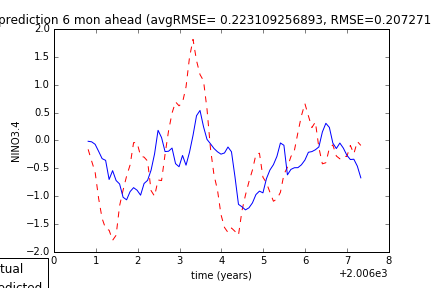 prediction 6 mon ahead (avgRMSE= 0.223109256893, RMSE=0.207271
2.0
1.5
1.0
0.5
0.0
−0.5
−1.0
−1.5
−2.0
NINO3.4
0 1 2 3 4 5 6 7 8
time (years)
+2.006e3
tual
edicted